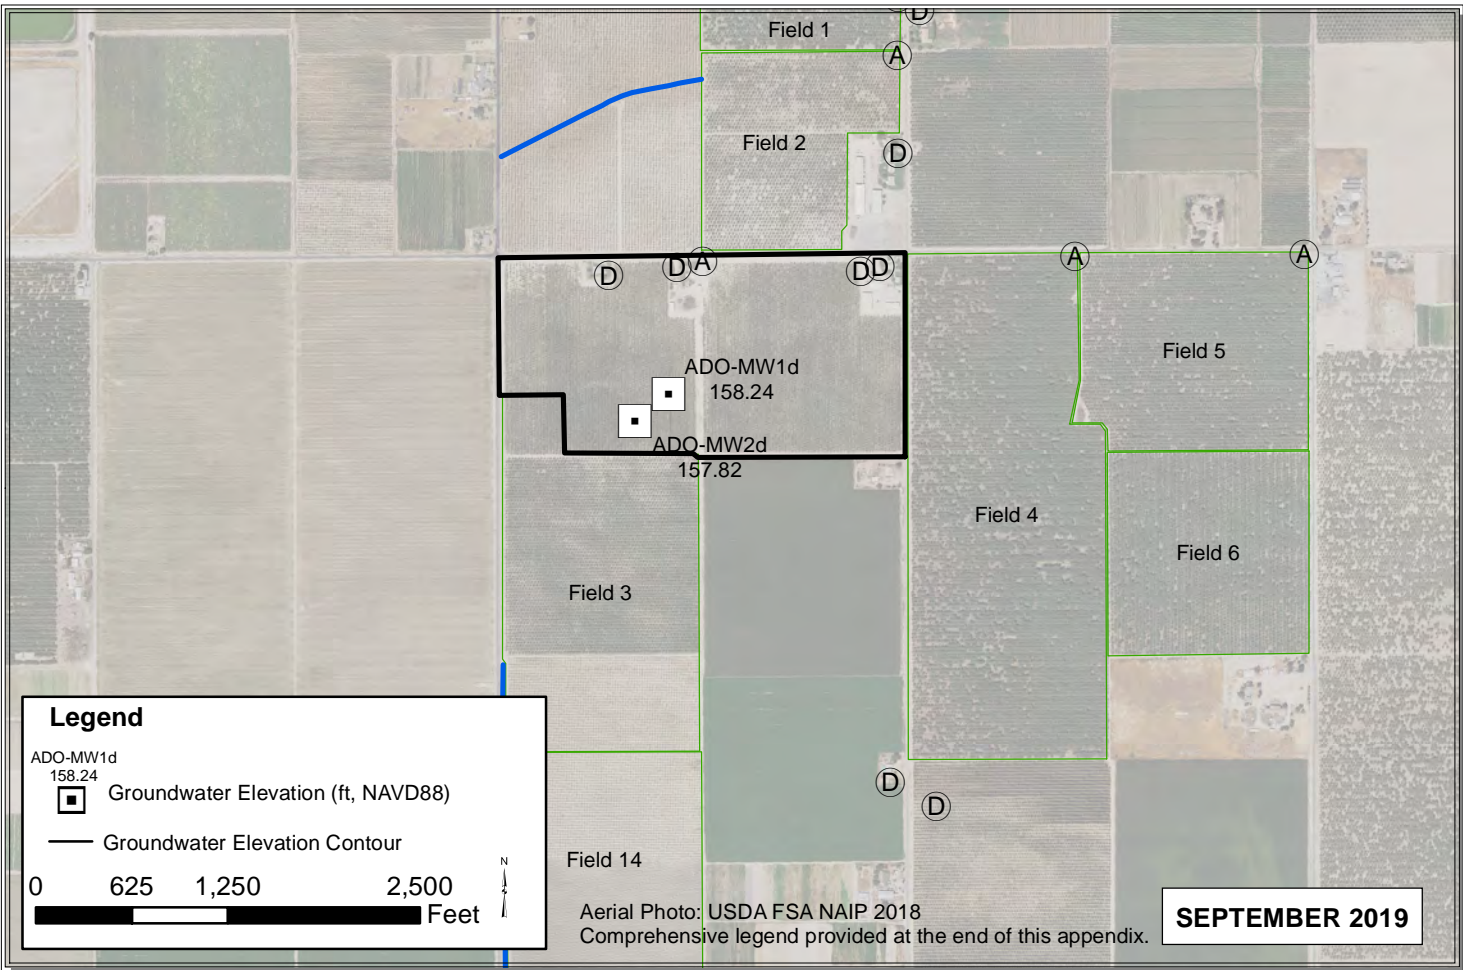 D
Field 1
A
Field 2
D
D
D
A
D
D
A
A
ADO-MW1d
158.24
Field 5
ADO-MW2d
157.82
Field 4
Field 6
Field 3
D
D
Field 14
Legend
ADO-MW1d
158.24
Groundwater Elevation (ft, NAVD88)
Groundwater Elevation Contour
N
0 625 1,250 2,500
Feet
Aerial Photo: USDA FSA NAIP 2018
Comprehensive legend provided at the end of this appendix.
SEPTEMBER 2019